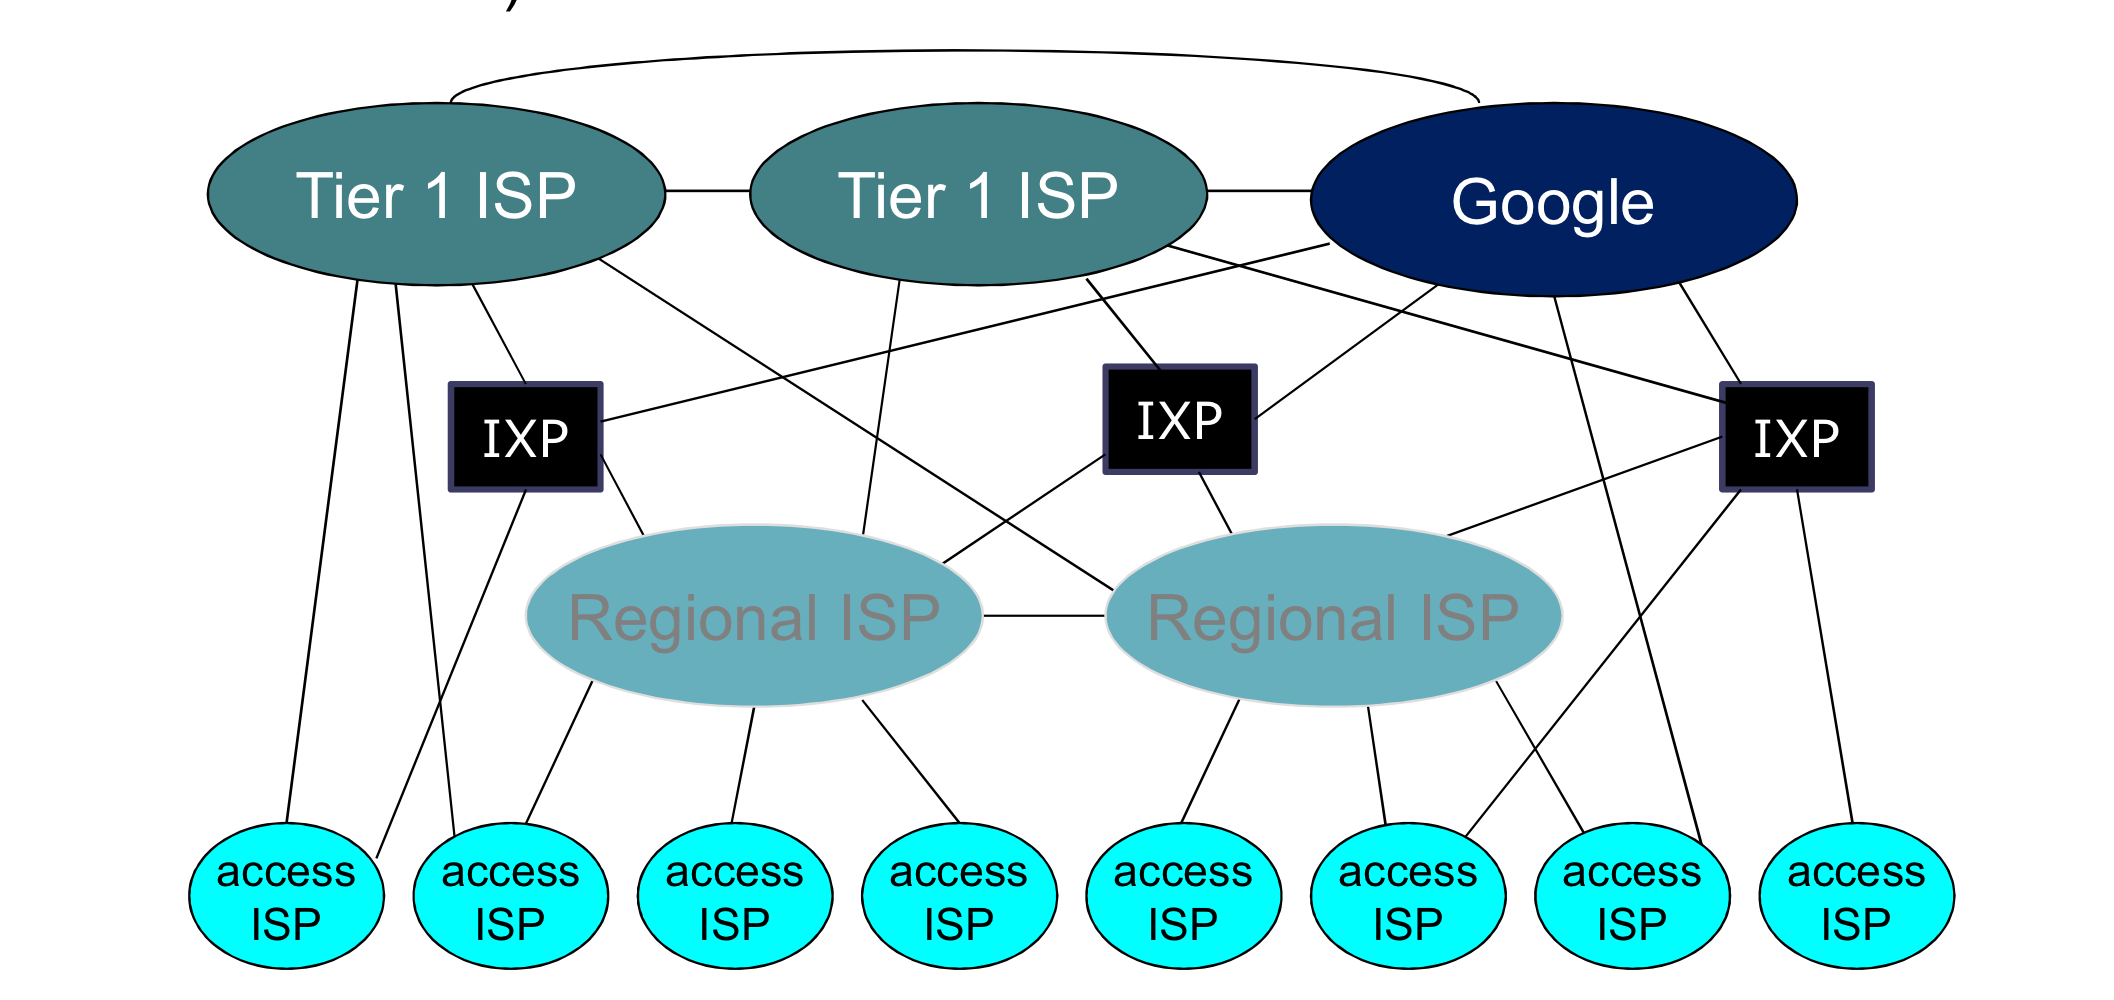 )
Tier 1 ISP
Tier 1 ISP
Google
IXP
IXP
IXP
Regional ISP
Regional ISP
access
ISP
access
ISP
access
ISP
access
ISP
access
ISP
access
ISP
access
ISP
access
ISP